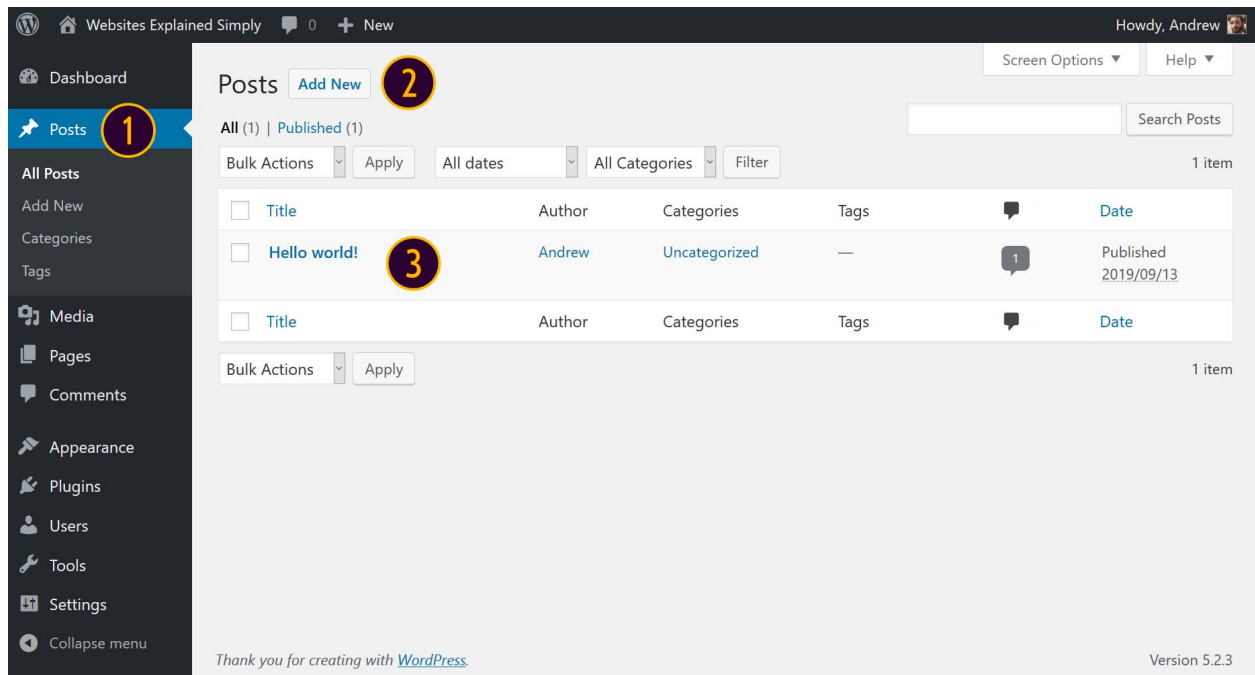 Websites Explained Simply 0 + New Howdy, Andrew
Dashboard
Posts 1
All Posts
Add New
Categories
Tags
Media
Pages
Comments
Appearance
Plugins
Users
Tools
Settings
Collapse menu
Screen Options ▼ Help ▼
Posts Add New 2
Search Posts
All (1) | Published (1)
Bulk Actions Apply All dates All Categories Filter 1 item
Title Author Categories Tags Date
Hello world! 3 Andrew Uncategorized — 1 Published
2019/09/13
Title Author Categories Tags Date
Bulk Actions Apply 1 item
Thank you for creating with WordPress. Version 5.2.3